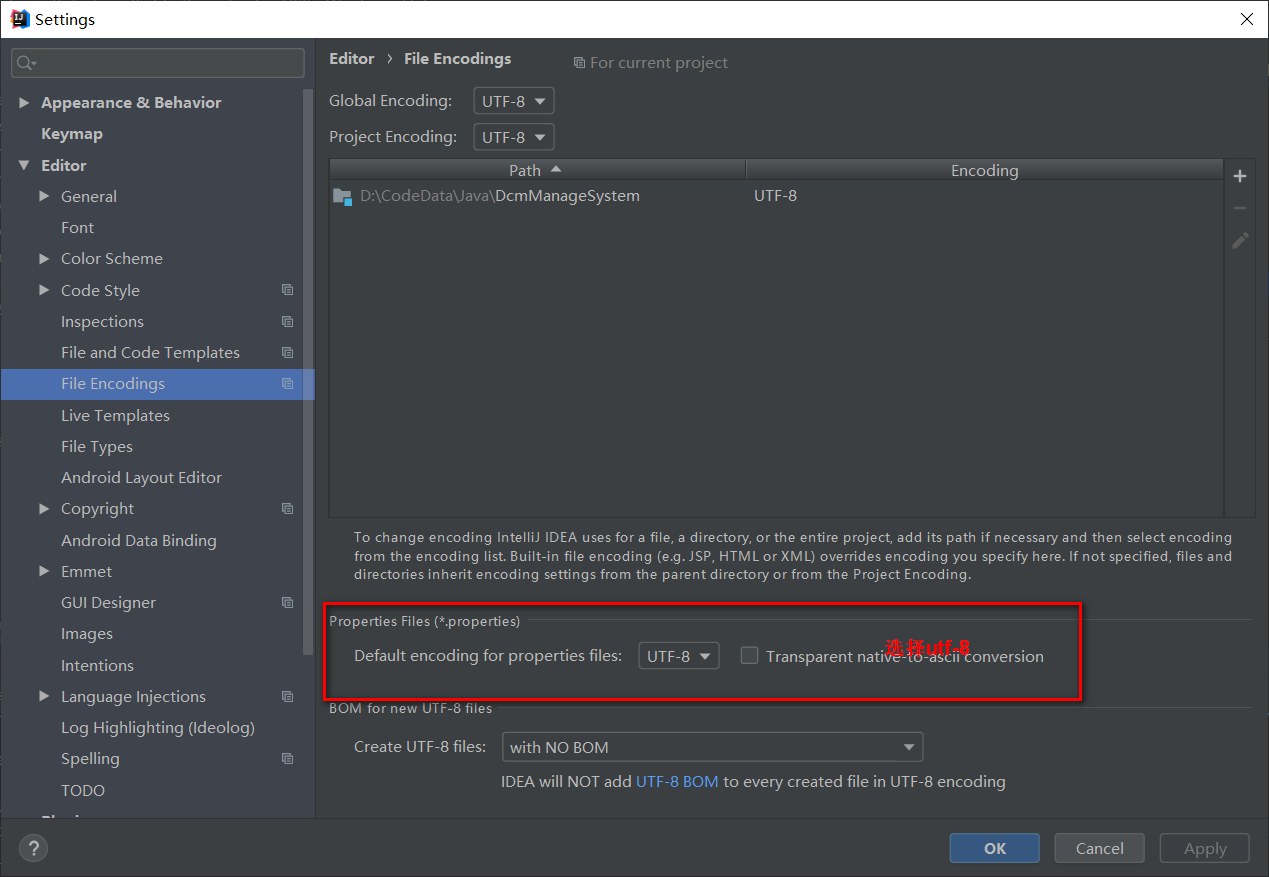 Settings
Appearance & Behavior
Keymap
Editor
General
Font
Color Scheme
Code Style
Inspections
File and Code Templates
File Encodings
Live Templates
File Types
Android Layout Editor
Copyright
Android Data Binding
Emmet
GUI Designer
Images
Intentions
Language Injections
Log Highlighting (Ideolog)
Spelling
TODO
Editor › File Encodings
For current project
Global Encoding: UTF-8
Project Encoding: UTF-8
Path Encoding
D:\CodeData\Java\DcmManageSystem UTF-8
To change encoding IntelliJ IDEA uses for a file, a directory, or the entire project, add its path if necessary and then select encoding
from the encoding list. Built-in file encoding (e.g. JSP, HTML or XML) overrides encoding you specify here. If not specified, files and
directories inherit encoding settings from the parent directory or from the Project Encoding.
Properties Files (*.properties)
选择utf-8
Default encoding for properties files: UTF-8 Transparent native-to-ascii conversion
BOM for new UTF-8 files
Create UTF-8 files: with NO BOM
IDEA will NOT add UTF-8 BOM to every created file in UTF-8 encoding
? OK Cancel Apply